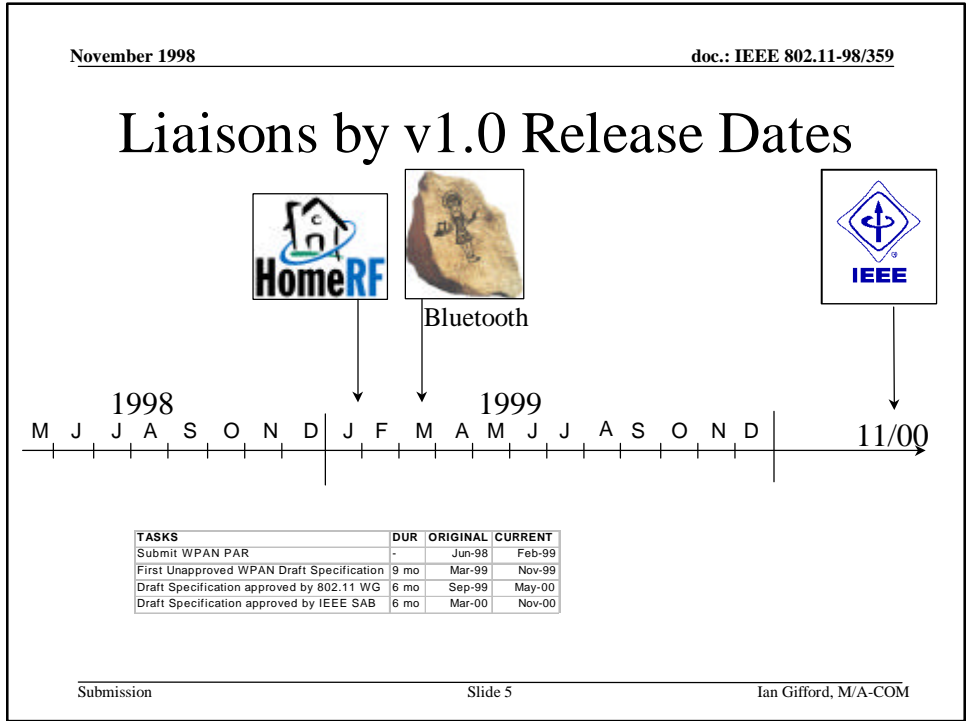 November 1998 doc.: IEEE 802.11-98/359
Liaisons by v1.0 Release Dates
HomeRF
IEEE
®
Bluetooth
1998 1999
M J J A S O N D J F M A M J J A S O N D 11/00
TASKS DUR ORIGINAL CURRENT
Submit WPAN PAR - Jun-98 Feb-99
First Unapproved WPAN Draft Specification 9 mo Mar-99 Nov-99
Draft Specification approved by 802.11 WG 6 mo Sep-99 May-00
Draft Specification approved by IEEE SAB 6 mo Mar-00 Nov-00
Submission Slide 5 Ian Gifford, M/A-COM